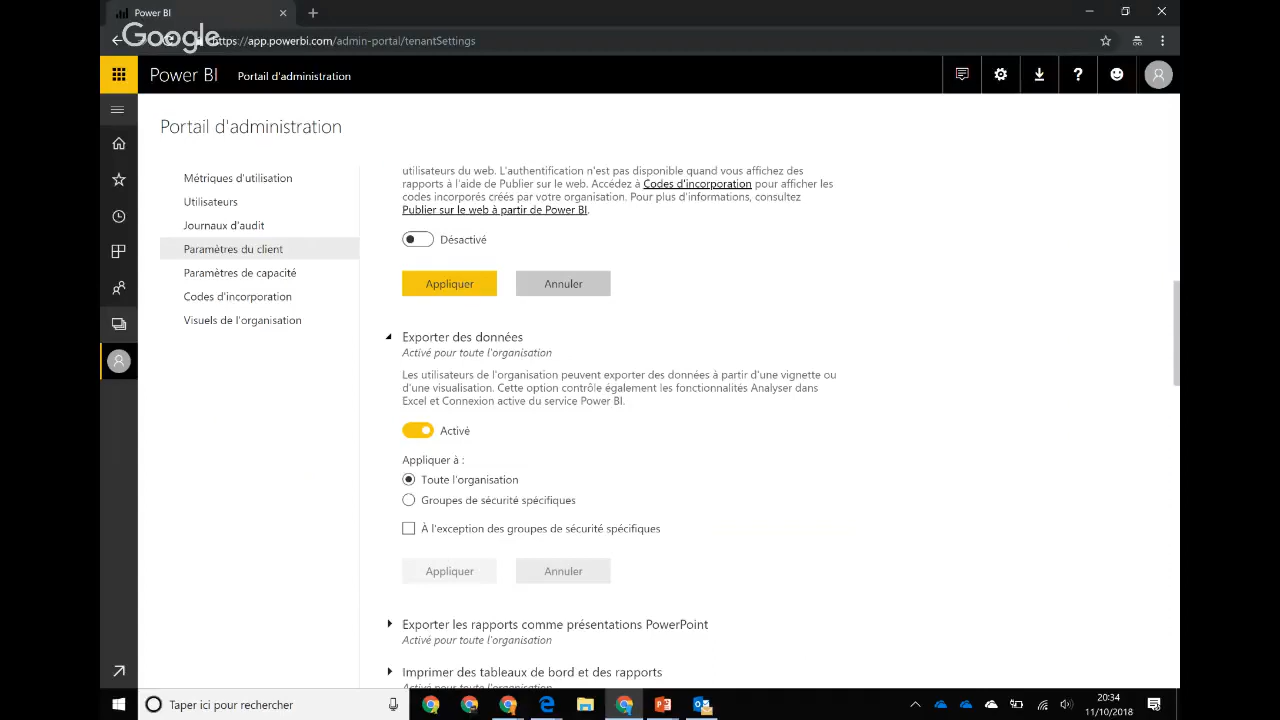 Power BI
Google
https://app.powerbi.com/admin-portal/tenantSettings
Power BI Portail d'administration
Portail d'administration
Métriques d'utilisation
Utilisateurs
Journaux d'audit
Paramètres du client
Paramètres de capacité
Codes d'incorporation
Visuels de l'organisation
utilisateurs du web. L'authentification n'est pas disponible quand vous affichez des
rapports à l'aide de Publier sur le web. Accédez à Codes d'incorporation pour afficher les
codes incorporés créés par votre organisation. Pour plus d'informations, consultez
Publier sur le web à partir de Power BI.
Désactivé
Appliquer Annuler
Exporter des données
Activé pour toute l'organisation
Les utilisateurs de l'organisation peuvent exporter des données à partir d'une vignette ou
d'une visualisation. Cette option contrôle également les fonctionnalités Analyser dans
Excel et Connexion active du service Power BI.
Activé
Appliquer à :
Toute l'organisation
Groupes de sécurité spécifiques
À l'exception des groupes de sécurité spécifiques
Appliquer Annuler
Exporter les rapports comme présentations PowerPoint
Activé pour toute l'organisation
Imprimer des tableaux de bord et des rapports
Activé pour toute l'organisation
Taper ici pour rechercher
20:34
11/10/2018